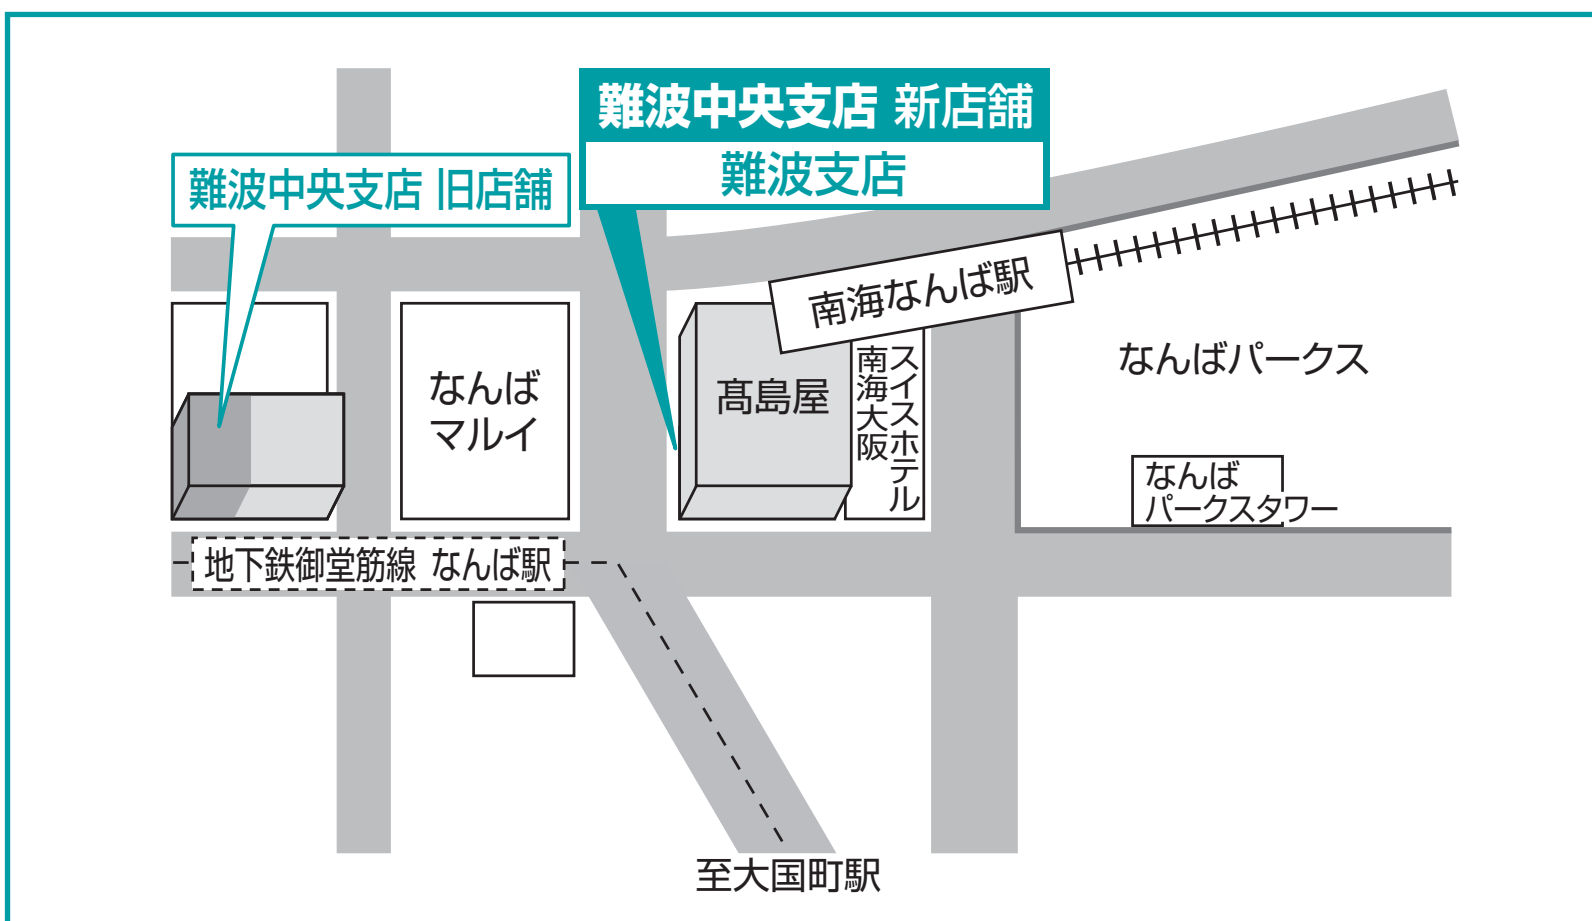 難波中央支店 新店舗
難波支店
難波中央支店 旧店舗
南海なんば駅
なんば
マルイ
髙島屋
スイスホテル
南海大阪
なんばパークス
なんば
パークスタワー
地下鉄御堂筋線 なんば駅
至大国町駅